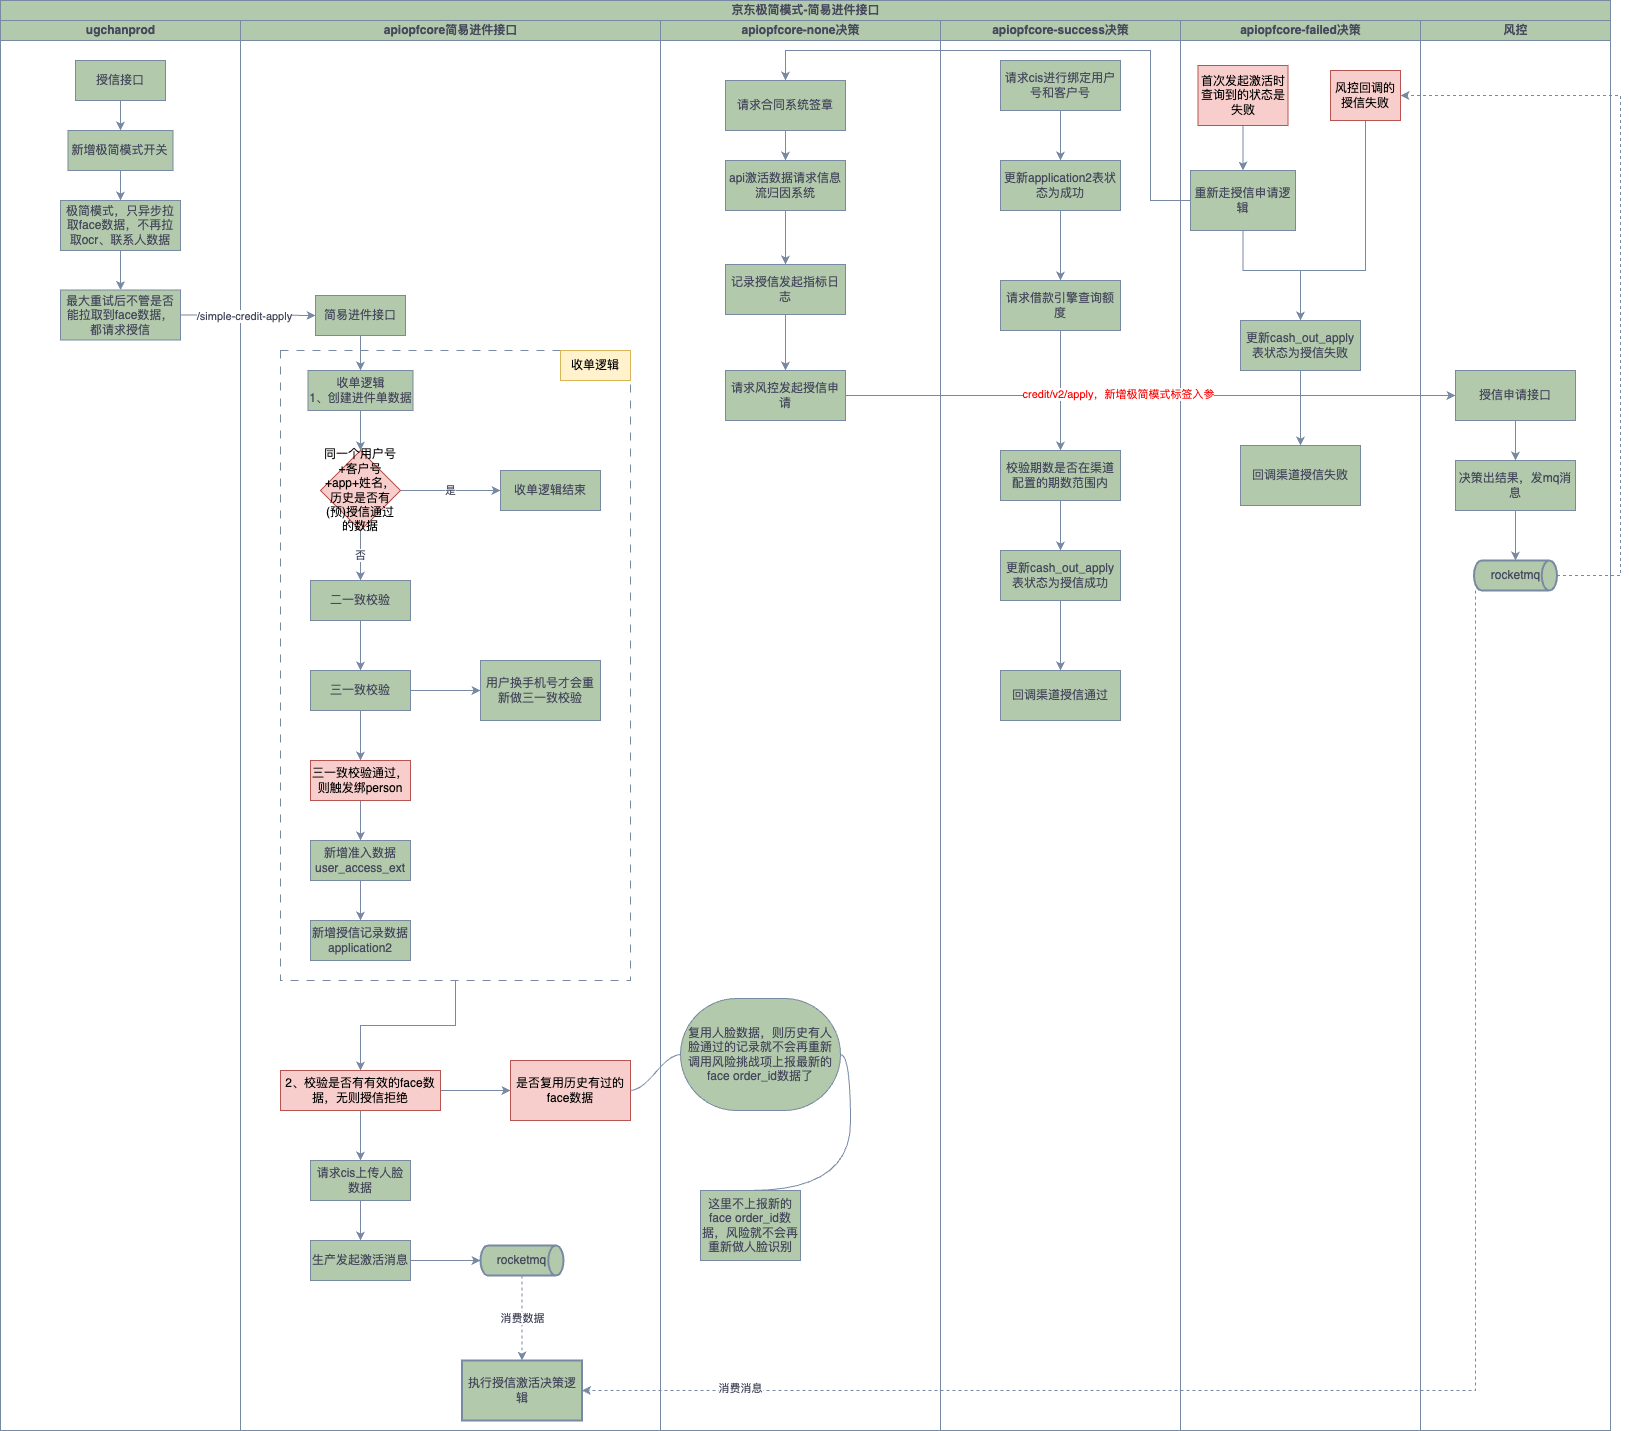 京东极简模式-简易进件接口
ugchanprod
apiopfcore简易进件接口
apiopfcore-none决策
apiopfcore-success决策
apiopfcore-failed决策
风控
授信接口
新增极简模式开关
极简模式，只异步拉
取face数据，不再拉
取ocr、联系人数据
最大重试后不管是否
能拉取到face数据，
都请求授信
/simple-credit-apply
简易进件接口
收单逻辑
收单逻辑
1、创建进件单数据
同一个用户号
+客户号
+app+姓名，
历史是否有
(预)授信通过
的数据
是
收单逻辑结束
否
二一致校验
三一致校验
用户换手机号才会重
新做三一致校验
三一致校验通过，
则触发绑person
新增准入数据
user_access_ext
新增授信记录数据
application2
2、校验是否有有效的face数
据，无则授信拒绝
是否复用历史有过的
face数据
请求cis上传人脸
数据
生产发起激活消息
rocketmq
消费数据
执行授信激活决策逻
辑
请求合同系统签章
api激活数据请求信息
流归因系统
记录授信发起指标日
志
请求风控发起授信申
请
credit/v2/apply，新增极简模式标签入参
复用人脸数据，则历史有人
脸通过的记录就不会再重新
调用风险挑战项上报最新的
face order_id数据了
这里不上报新的
face order_id数
据，风险就不会再
重新做人脸识别
消费消息
请求cis进行绑定用户
号和客户号
更新application2表状
态为成功
请求借款引擎查询额
度
校验期数是否在渠道
配置的期数范围内
更新cash_out_apply
表状态为授信成功
回调渠道授信通过
首次发起激活时
查询到的状态是
失败
风控回调的
授信失败
重新走授信申请逻
辑
更新cash_out_apply
表状态为授信失败
回调渠道授信失败
授信申请接口
决策出结果，发mq消
息
rocketmq